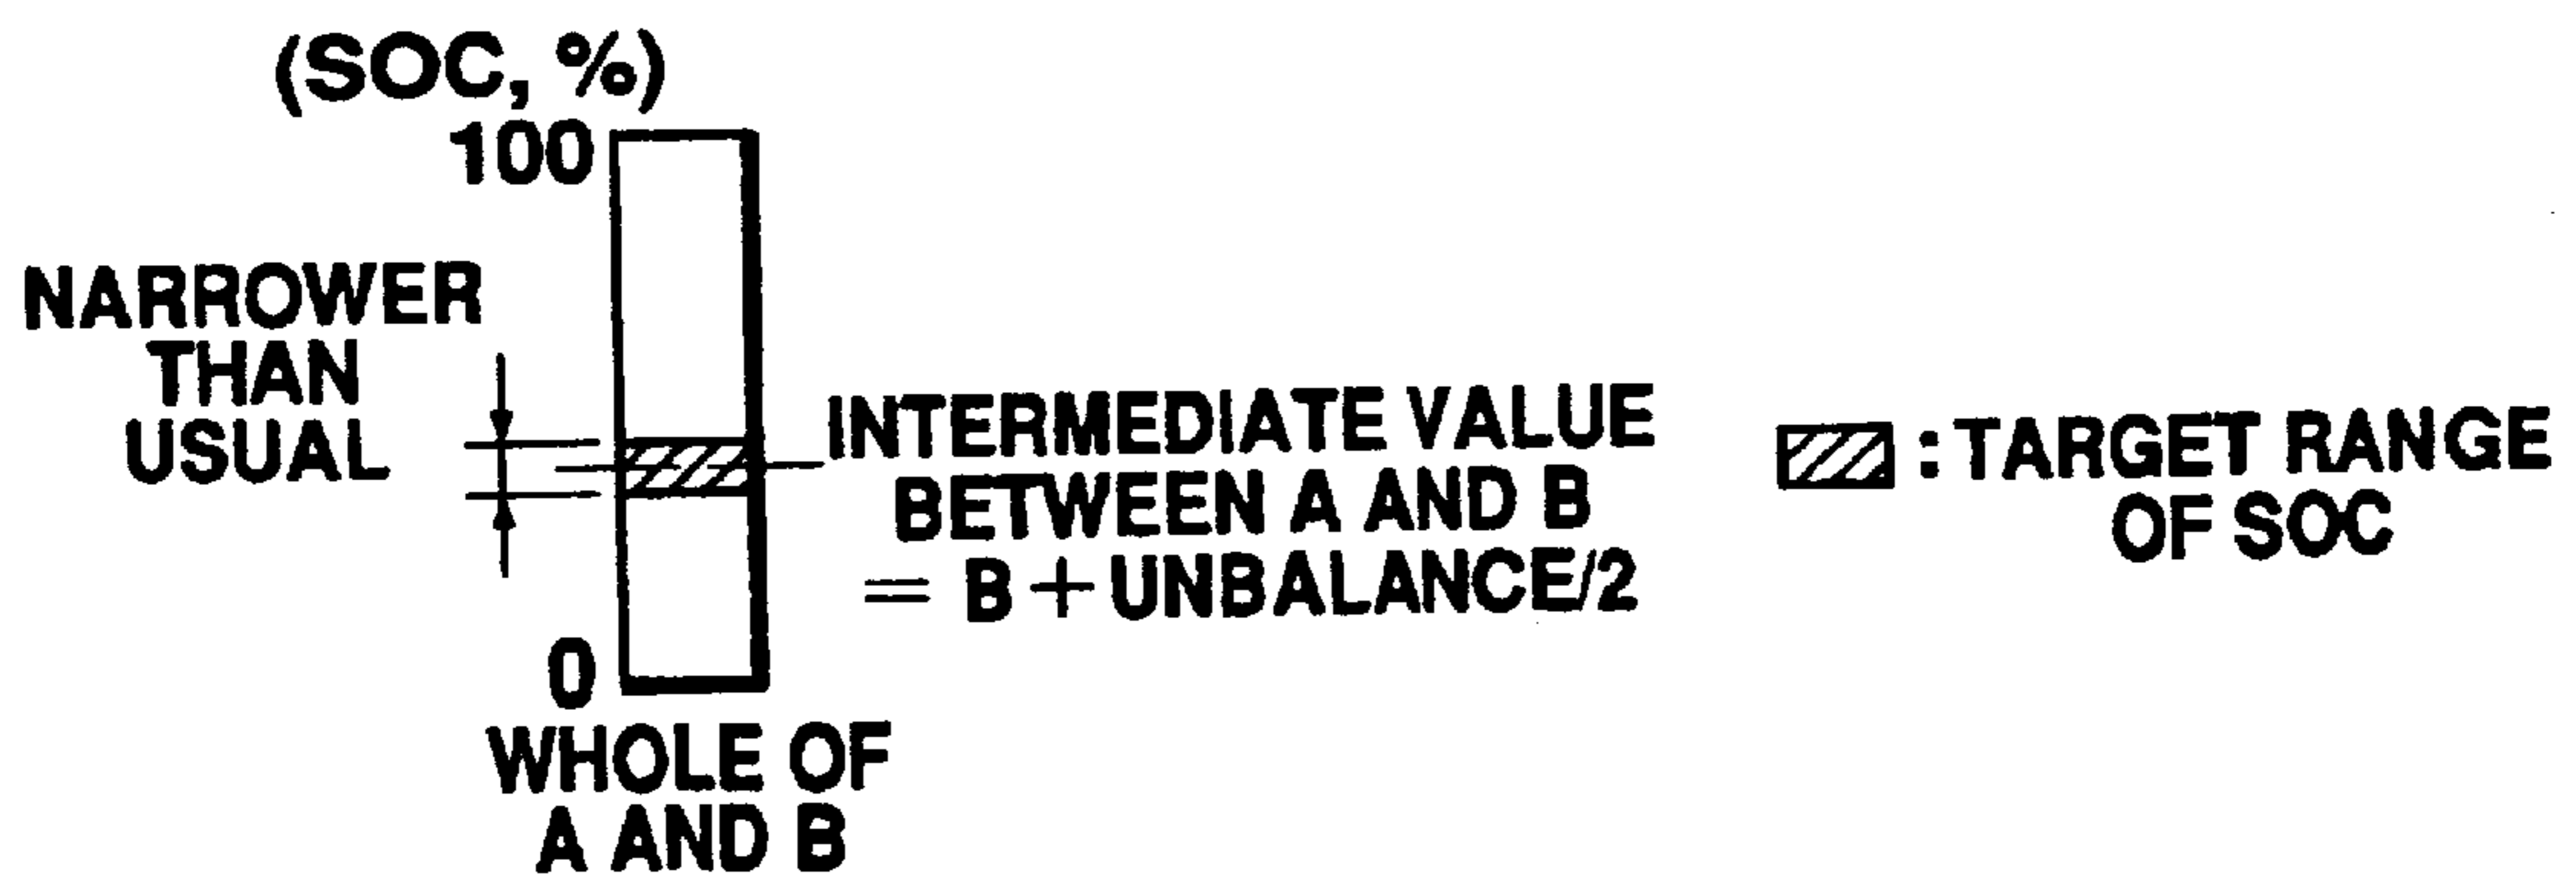 (SOC, %)
100
NARROWER
THAN
USUAL
INTERMEDIATE VALUE
BETWEEN A AND B
= B + UNBALANCE/2
: TARGET RANGE
OF SOC
0
WHOLE OF
A AND B